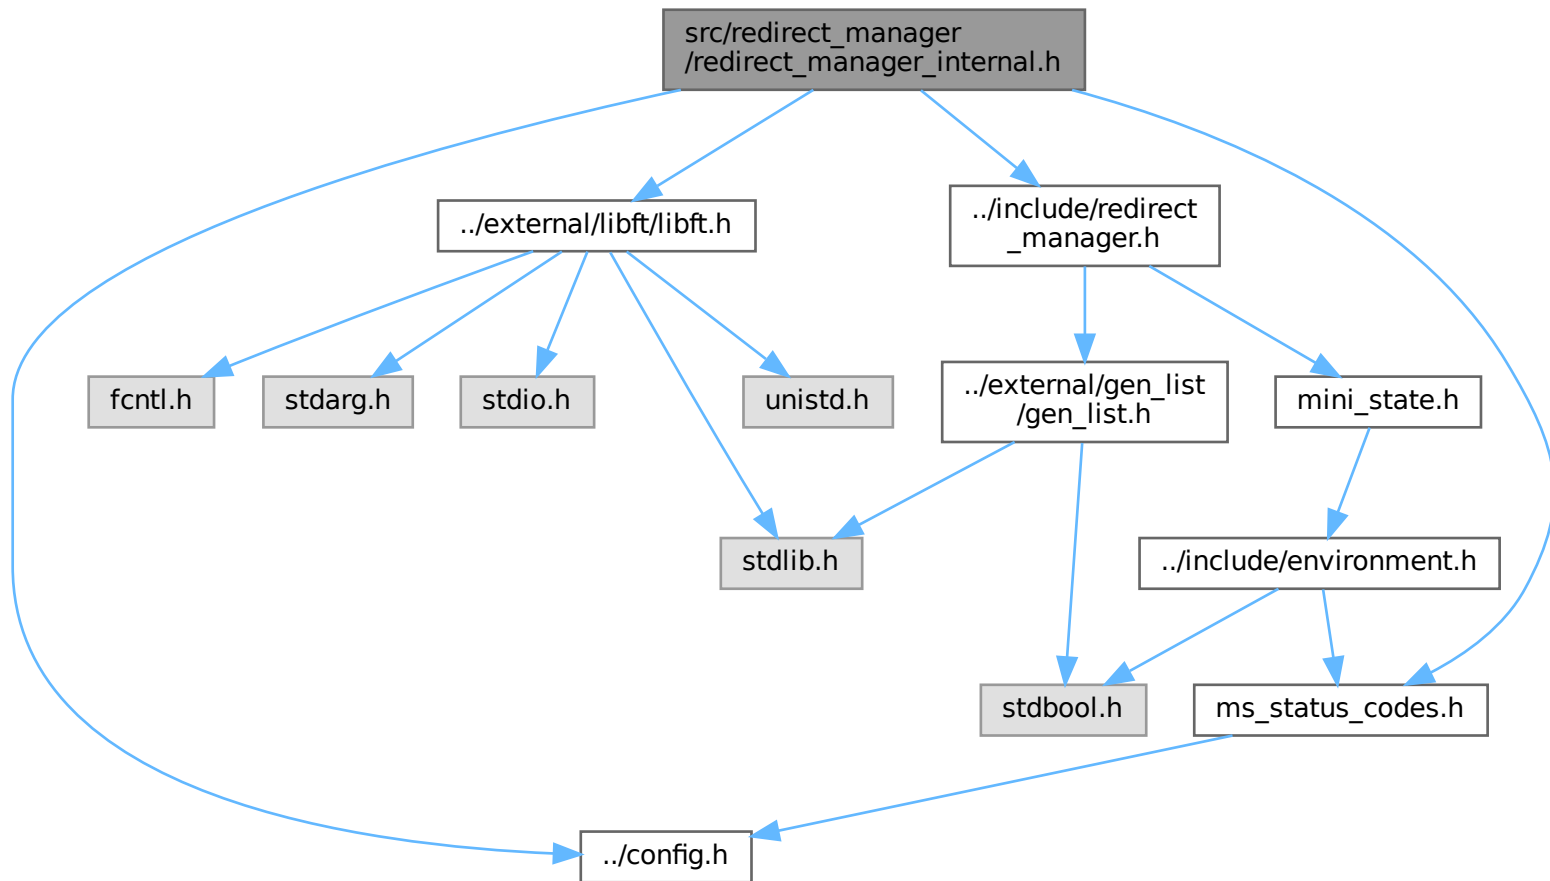 src/redirect_manager
/redirect_manager_internal.h
../external/libft/libft.h
../include/redirect
_manager.h
fcntl.h
stdarg.h
stdio.h
unistd.h
../external/gen_list
/gen_list.h
mini_state.h
stdlib.h
../include/environment.h
stdbool.h
ms_status_codes.h
../config.h